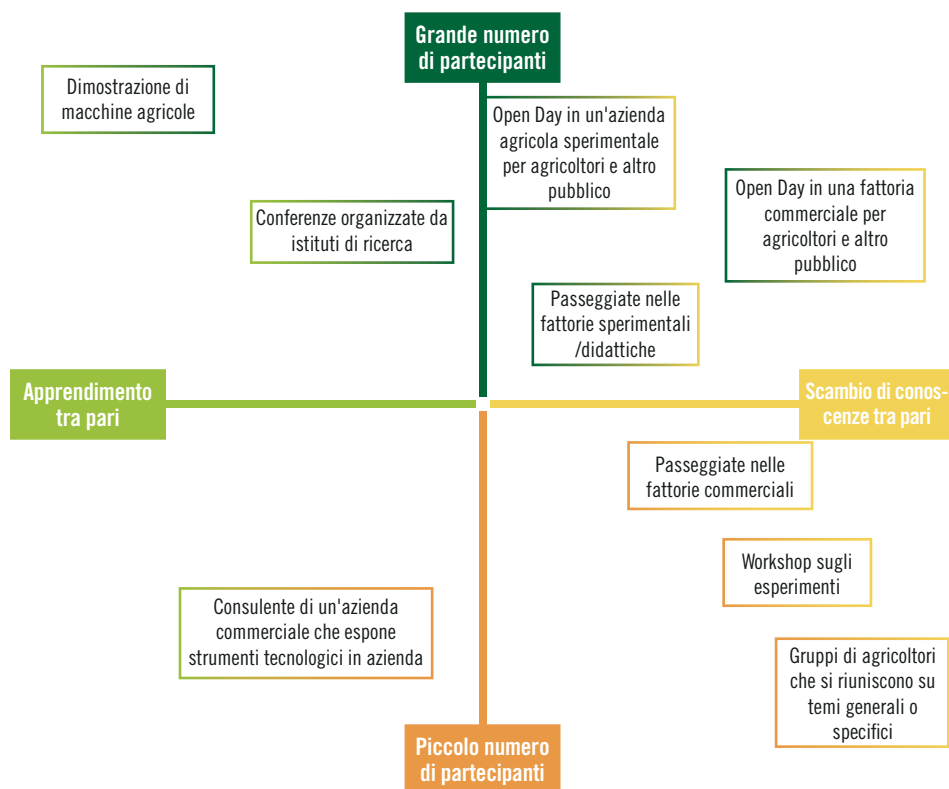 Grande numero
di partecipanti
Dimostrazione di
macchine agricole
Open Day in un'azienda
agricola sperimentale
per agricoltori e altro
pubblico
Open Day in una fattoria
commerciale per
agricoltori e altro
pubblico
Conferenze organizzate da
istituti di ricerca
Passeggiate nelle
fattorie sperimentali
/didattiche
Apprendimento
tra pari
Scambio di conos-
cenze tra pari
Passeggiate nelle
fattorie commerciali
Workshop sugli
esperimenti
Consulente di un'azienda
commerciale che espone
strumenti tecnologici in azienda
Gruppi di agricoltori
che si riuniscono su
temi generali o
specifici
Piccolo numero
di partecipanti